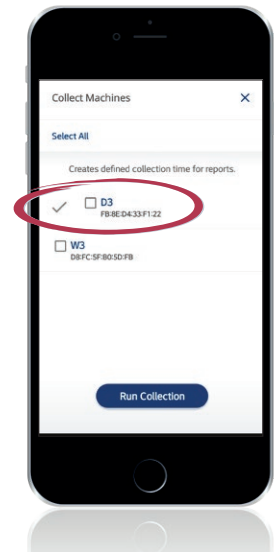 Collect Machines
Select All
Creates defined collection time for reports.
D3
FB:8E:D4:33:F1:22
W3
D8:FC:5F:80:5D:FB
Run Collection